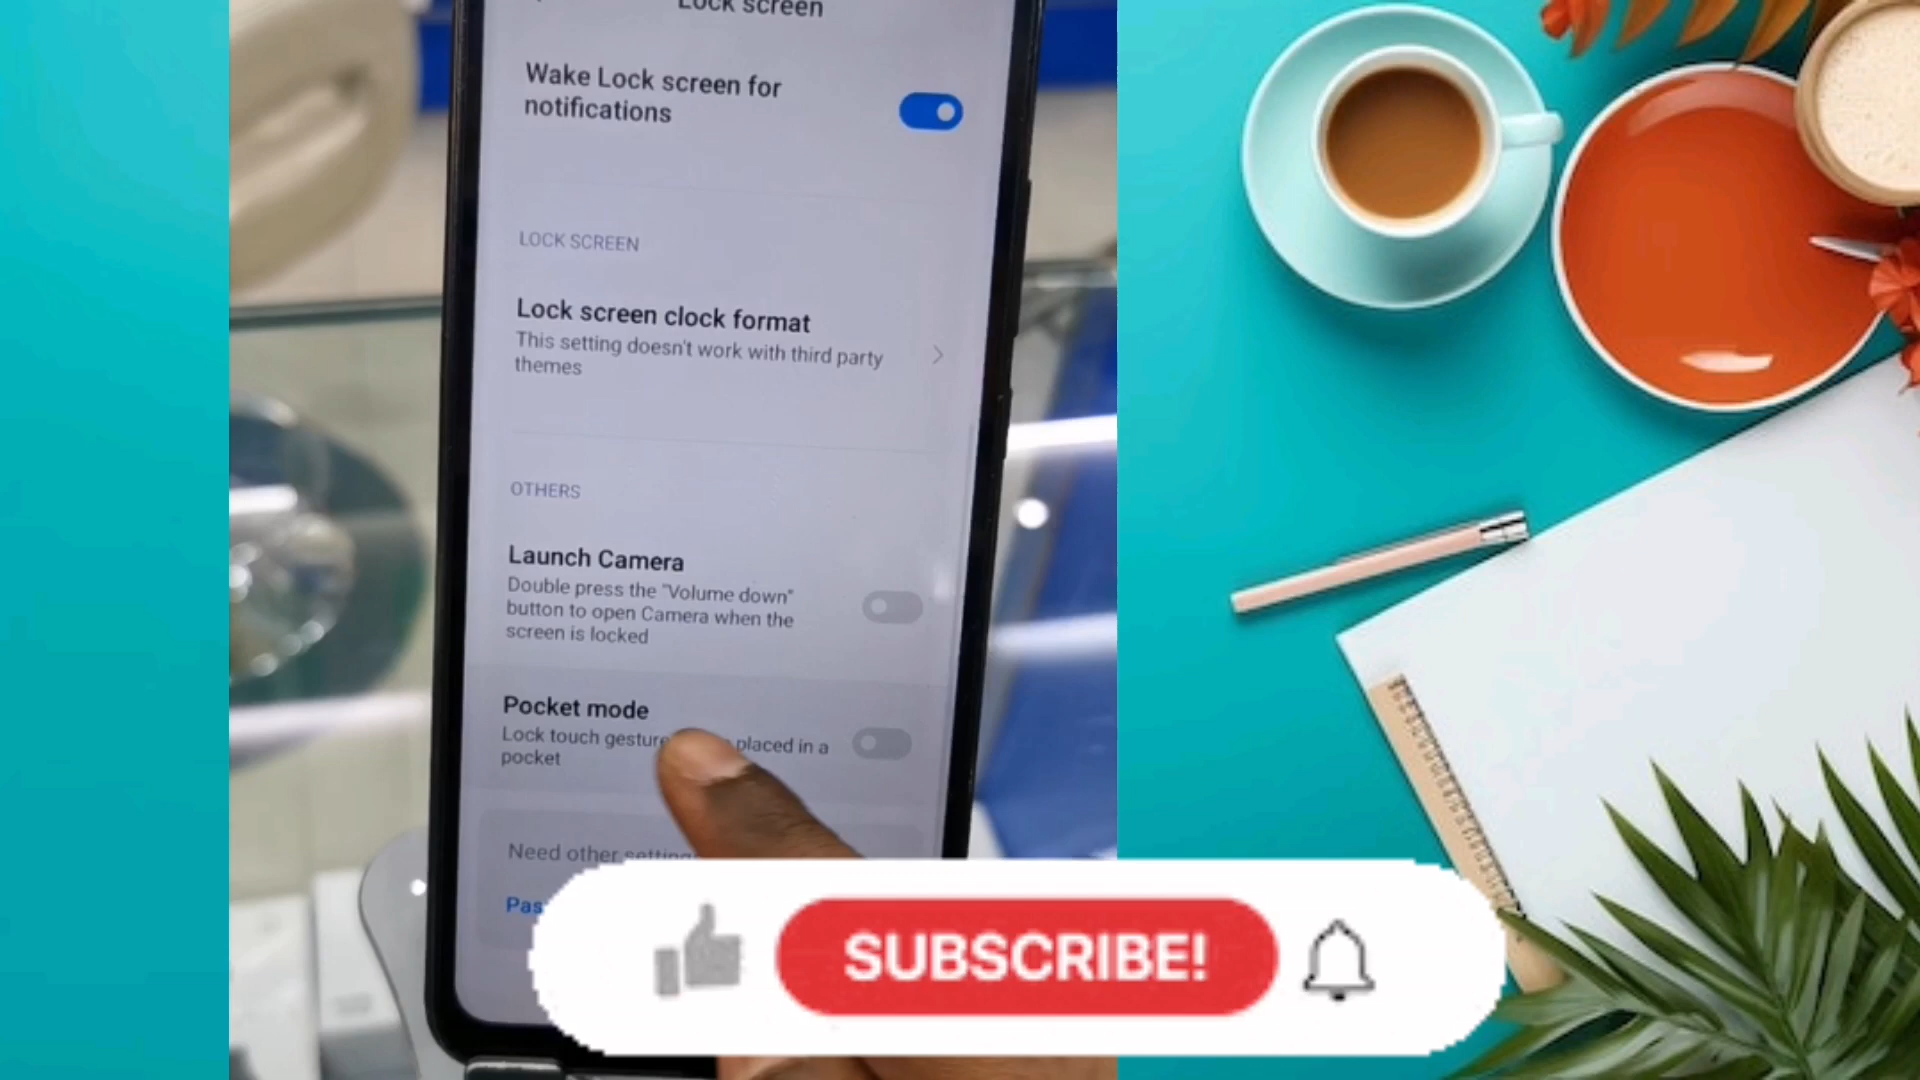 Lock screen
Wake Lock screen for
notifications
LOCK SCREEN
Lock screen clock format
This setting doesn't work with third party
themes
OTHERS
Launch Camera
Double press the "Volume down"
button to open Camera when the
screen is locked
Pocket mode
Lock touch gesture placed in a
pocket
Need other
SUBSCRIBE!